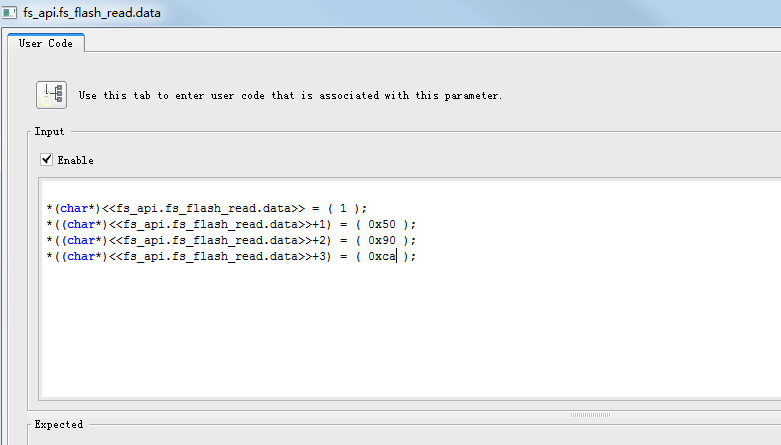 fs_api.fs_flash_read.data
User Code
Use this tab to enter user code that is associated with this parameter.
Input
Enable
*(char*)<<fs_api.fs_flash_read.data>> = ( 1 );
*((char*)<<fs_api.fs_flash_read.data>>+1) = ( 0x50 );
*((char*)<<fs_api.fs_flash_read.data>>+2) = ( 0x90 );
*((char*)<<fs_api.fs_flash_read.data>>+3) = ( 0xca );
Expected